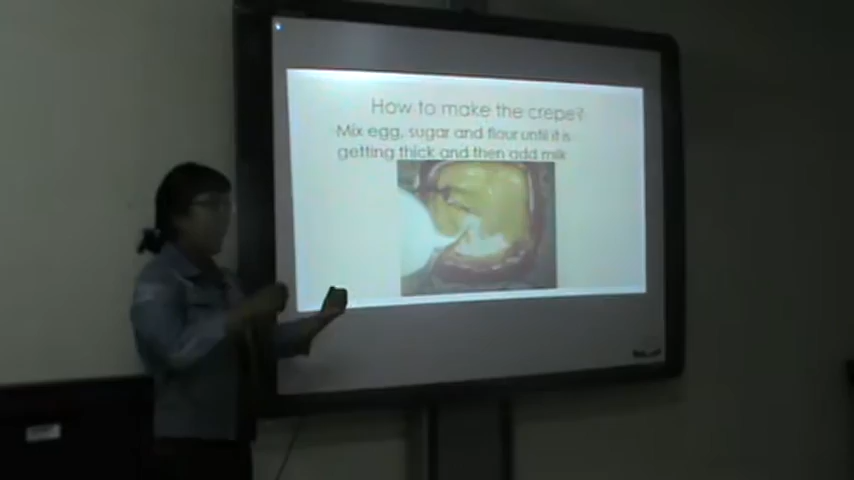 How to make the crepe?
Mix egg, sugar and flour until it is
getting thick and then add milk